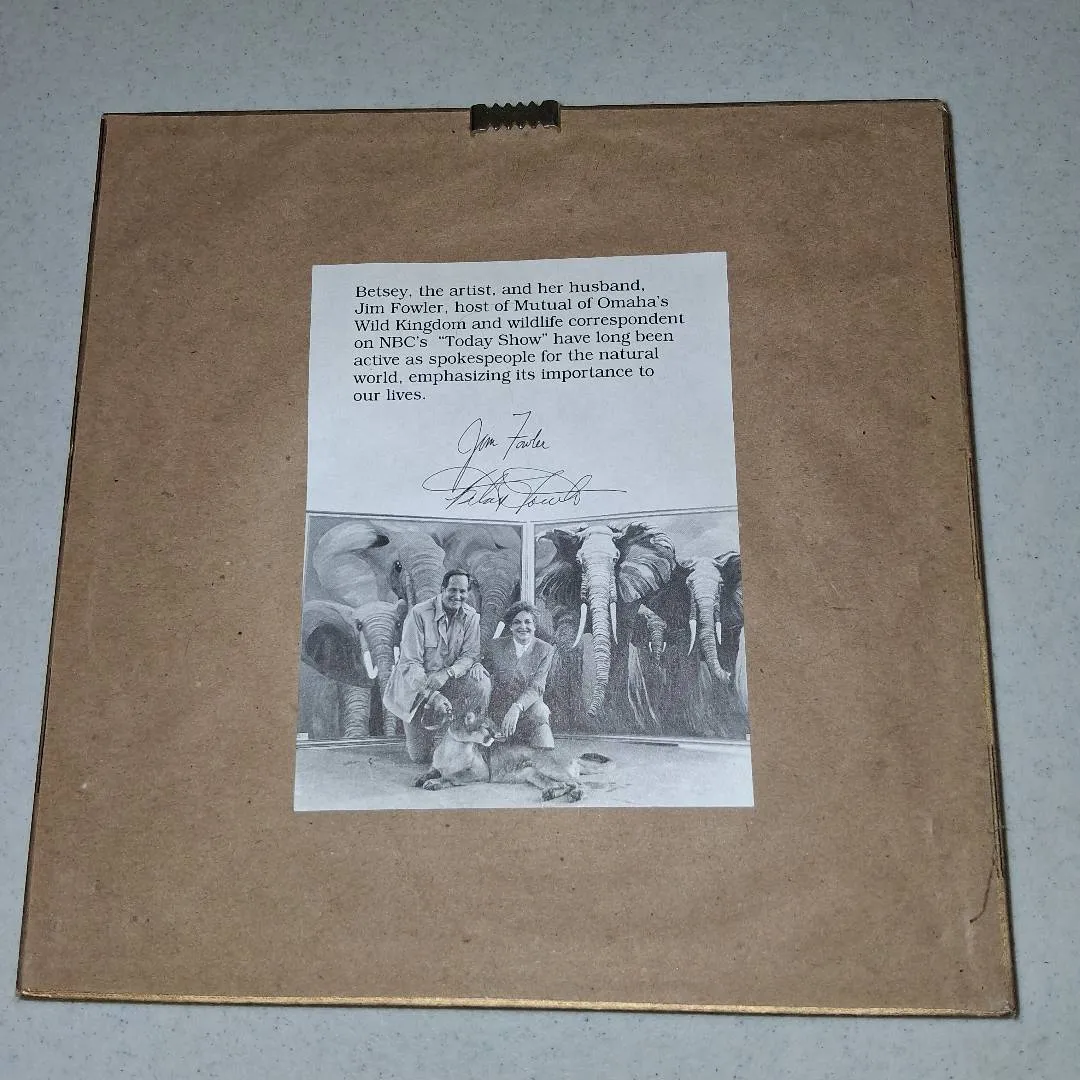 Betsey, the artist, and her husband,
Jim Fowler, host of Mutual of Omaha's
Wild Kingdom and wildlife correspondent
on NBC's "Today Show" have long been
active as spokespeople for the natural
world, emphasizing its importance to
our lives.
Jim Fowler